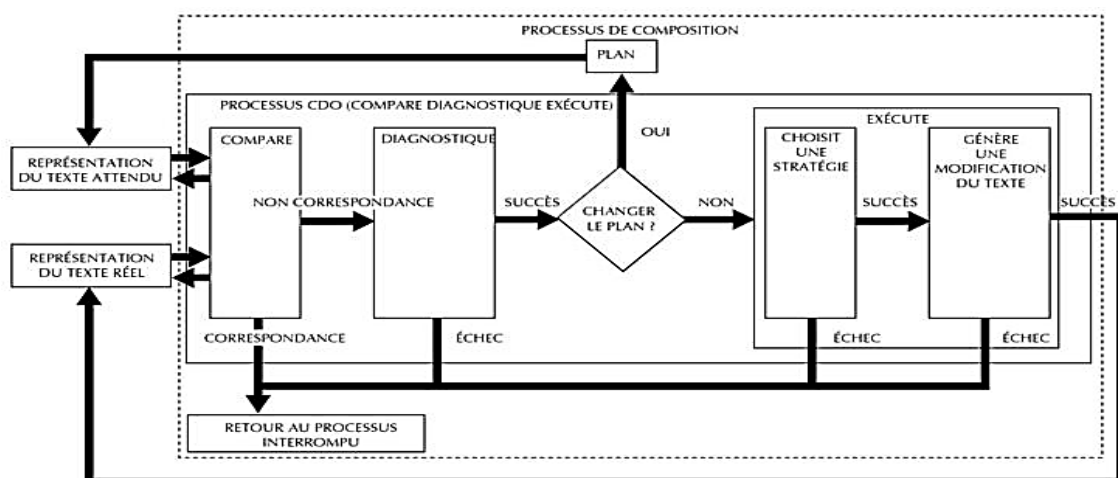 PROCESSUS DE COMPOSITION
PLAN
PROCESSUS CDO (COMPARE DIAGNOSTIQUE EXÉCUTE)
EXÉCUTE
COMPARE
DIAGNOSTIQUE
OUI
CHOISIT
UNE
STRATÉGIE
GÉNÈRE
UNE
MODIFICATION
DU TEXTE
REPRÉSENTATION
DU TEXTE ATTENDU
NON CORRESPONDANCE
SUCCÈS
CHANGER
LE PLAN ?
NON
SUCCÈS
SUCCÈS
REPRÉSENTATION
DU TEXTE RÉEL
CORRESPONDANCE
ÉCHEC
ÉCHEC
ÉCHEC
RETOUR AU PROCESSUS
INTERROMPU